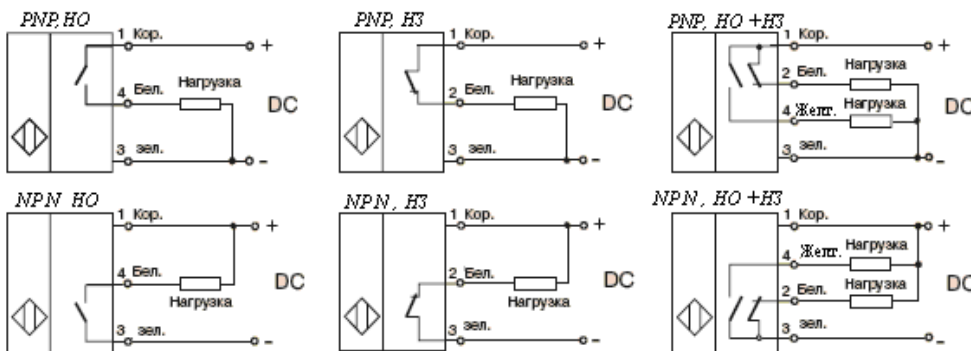 PNP, НО
1 Кор.
+
4 Бел. Нагрузка
DC
3 зел.
-
PNP, НЗ
1 Кор.
+
Нагрузка
2 Бел.
DC
3 зел.
-
PNP, НО +НЗ
1 Кор.
+
2 Бел. Нагрузка
4 Желт. Нагрузка
DC
3 зел.
-
NPN НО
1 Кор.
+
4 Бел.
Нагрузка
DC
3 зел.
-
NPN, НЗ
1 Кор.
+
2 Бел.
Нагрузка
DC
3 зел.
-
NPN, НО +НЗ
1 Кор.
+
4 Желт. Нагрузка
2 Бел. Нагрузка
DC
3 зел.
-